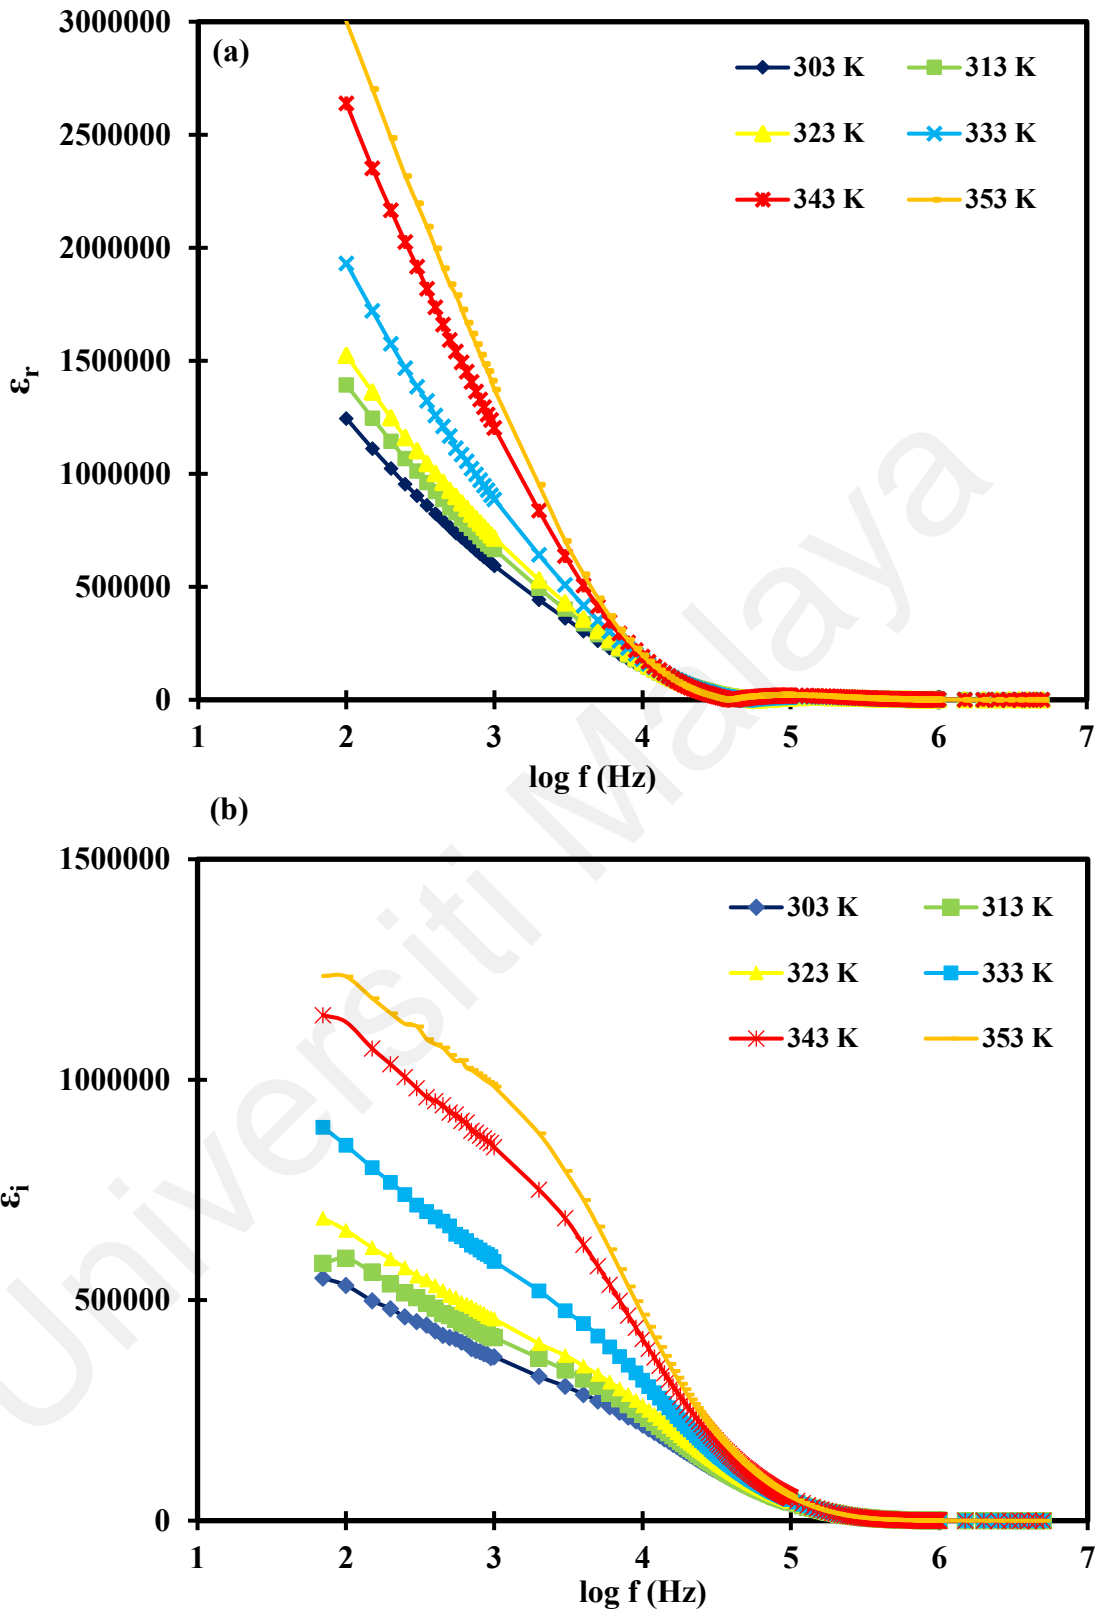 (a)
303 K 313 K
323 K 333 K
343 K 353 K
3000000
2500000
2000000
1500000
1000000
500000
0
εr
1 2 3 4 5 6 7
log f (Hz)
(b)
303 K 313 K
323 K 333 K
343 K 353 K
1500000
1000000
500000
0
εi
1 2 3 4 5 6 7
log f (Hz)
Universiti Malaya